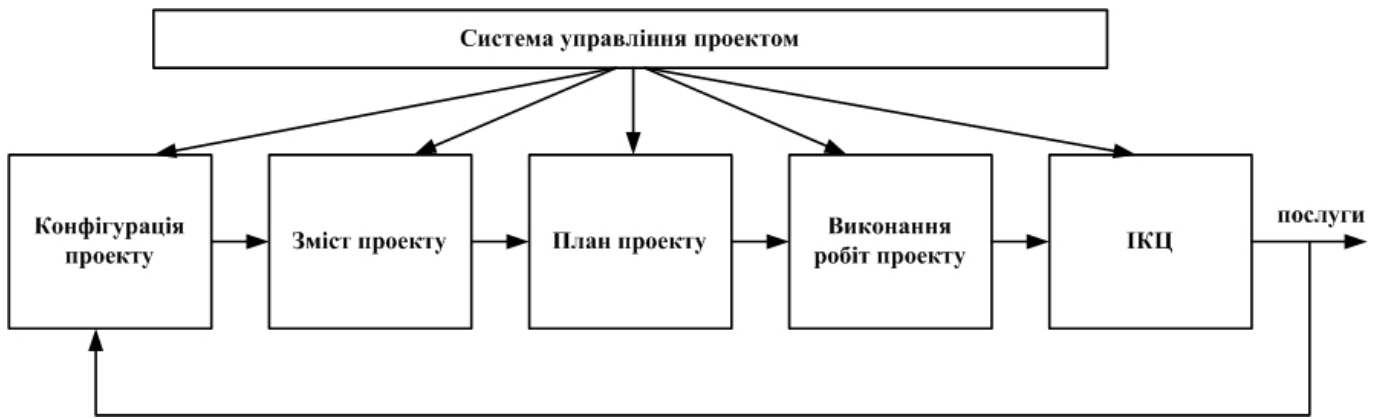 Система управління проектом
Конфігурація
проекту
Зміст проекту
План проекту
Виконання
робіт проекту
ІКЦ
послуги